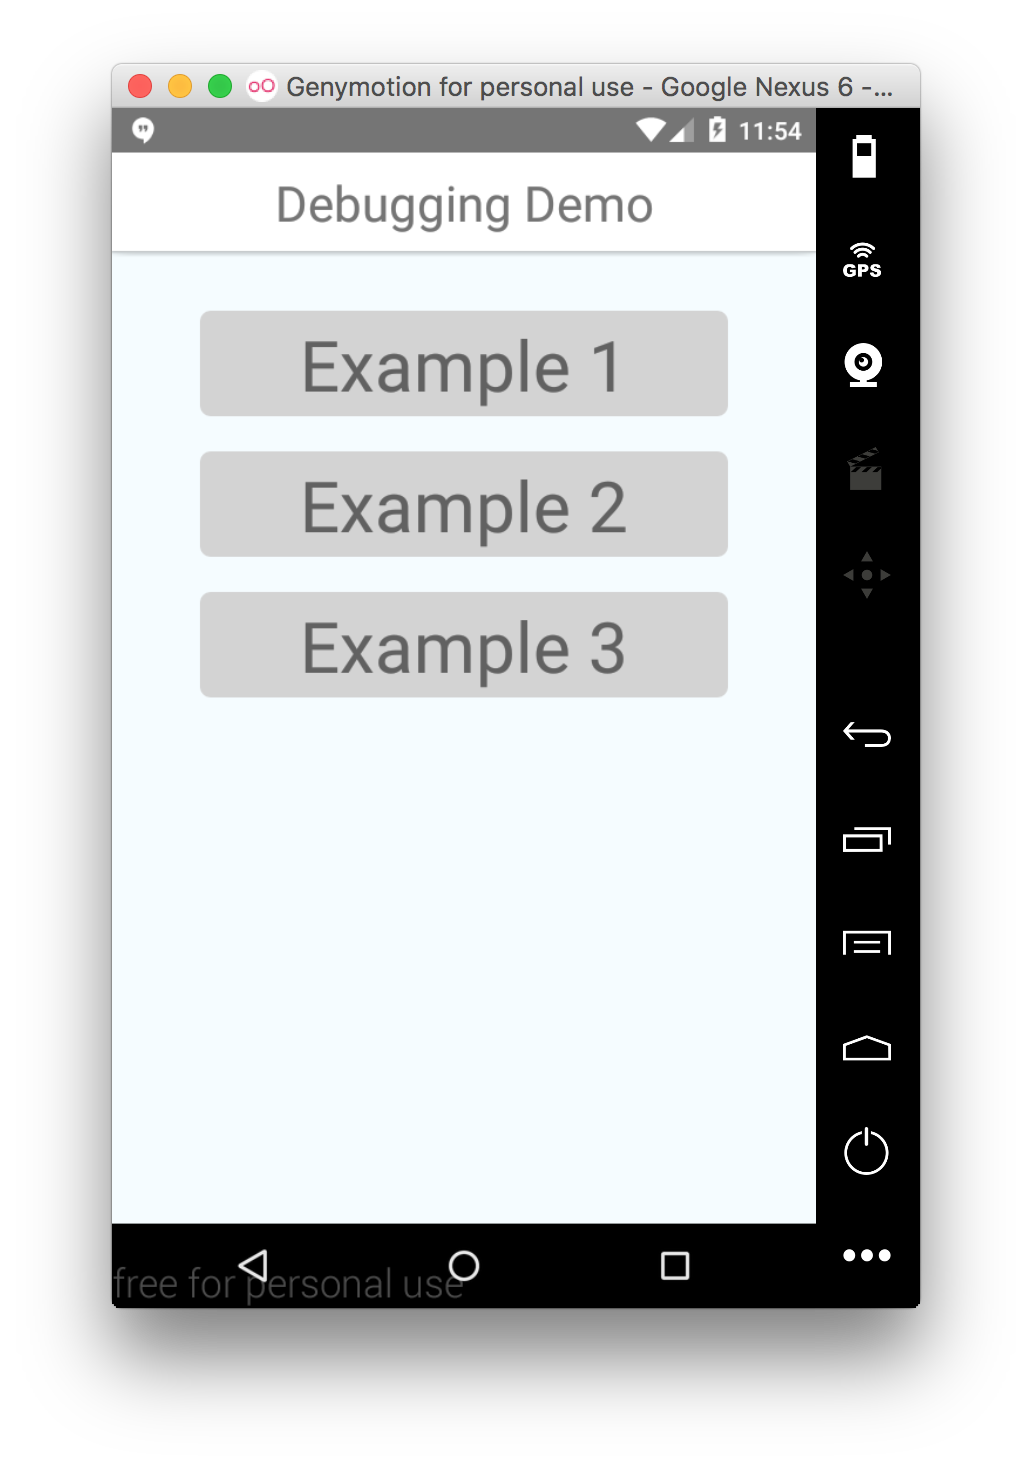 Genymotion for personal use - Google Nexus 6 -...
11:54
Debugging Demo
GPS
Example 1
Example 2
Example 3
free for personal use